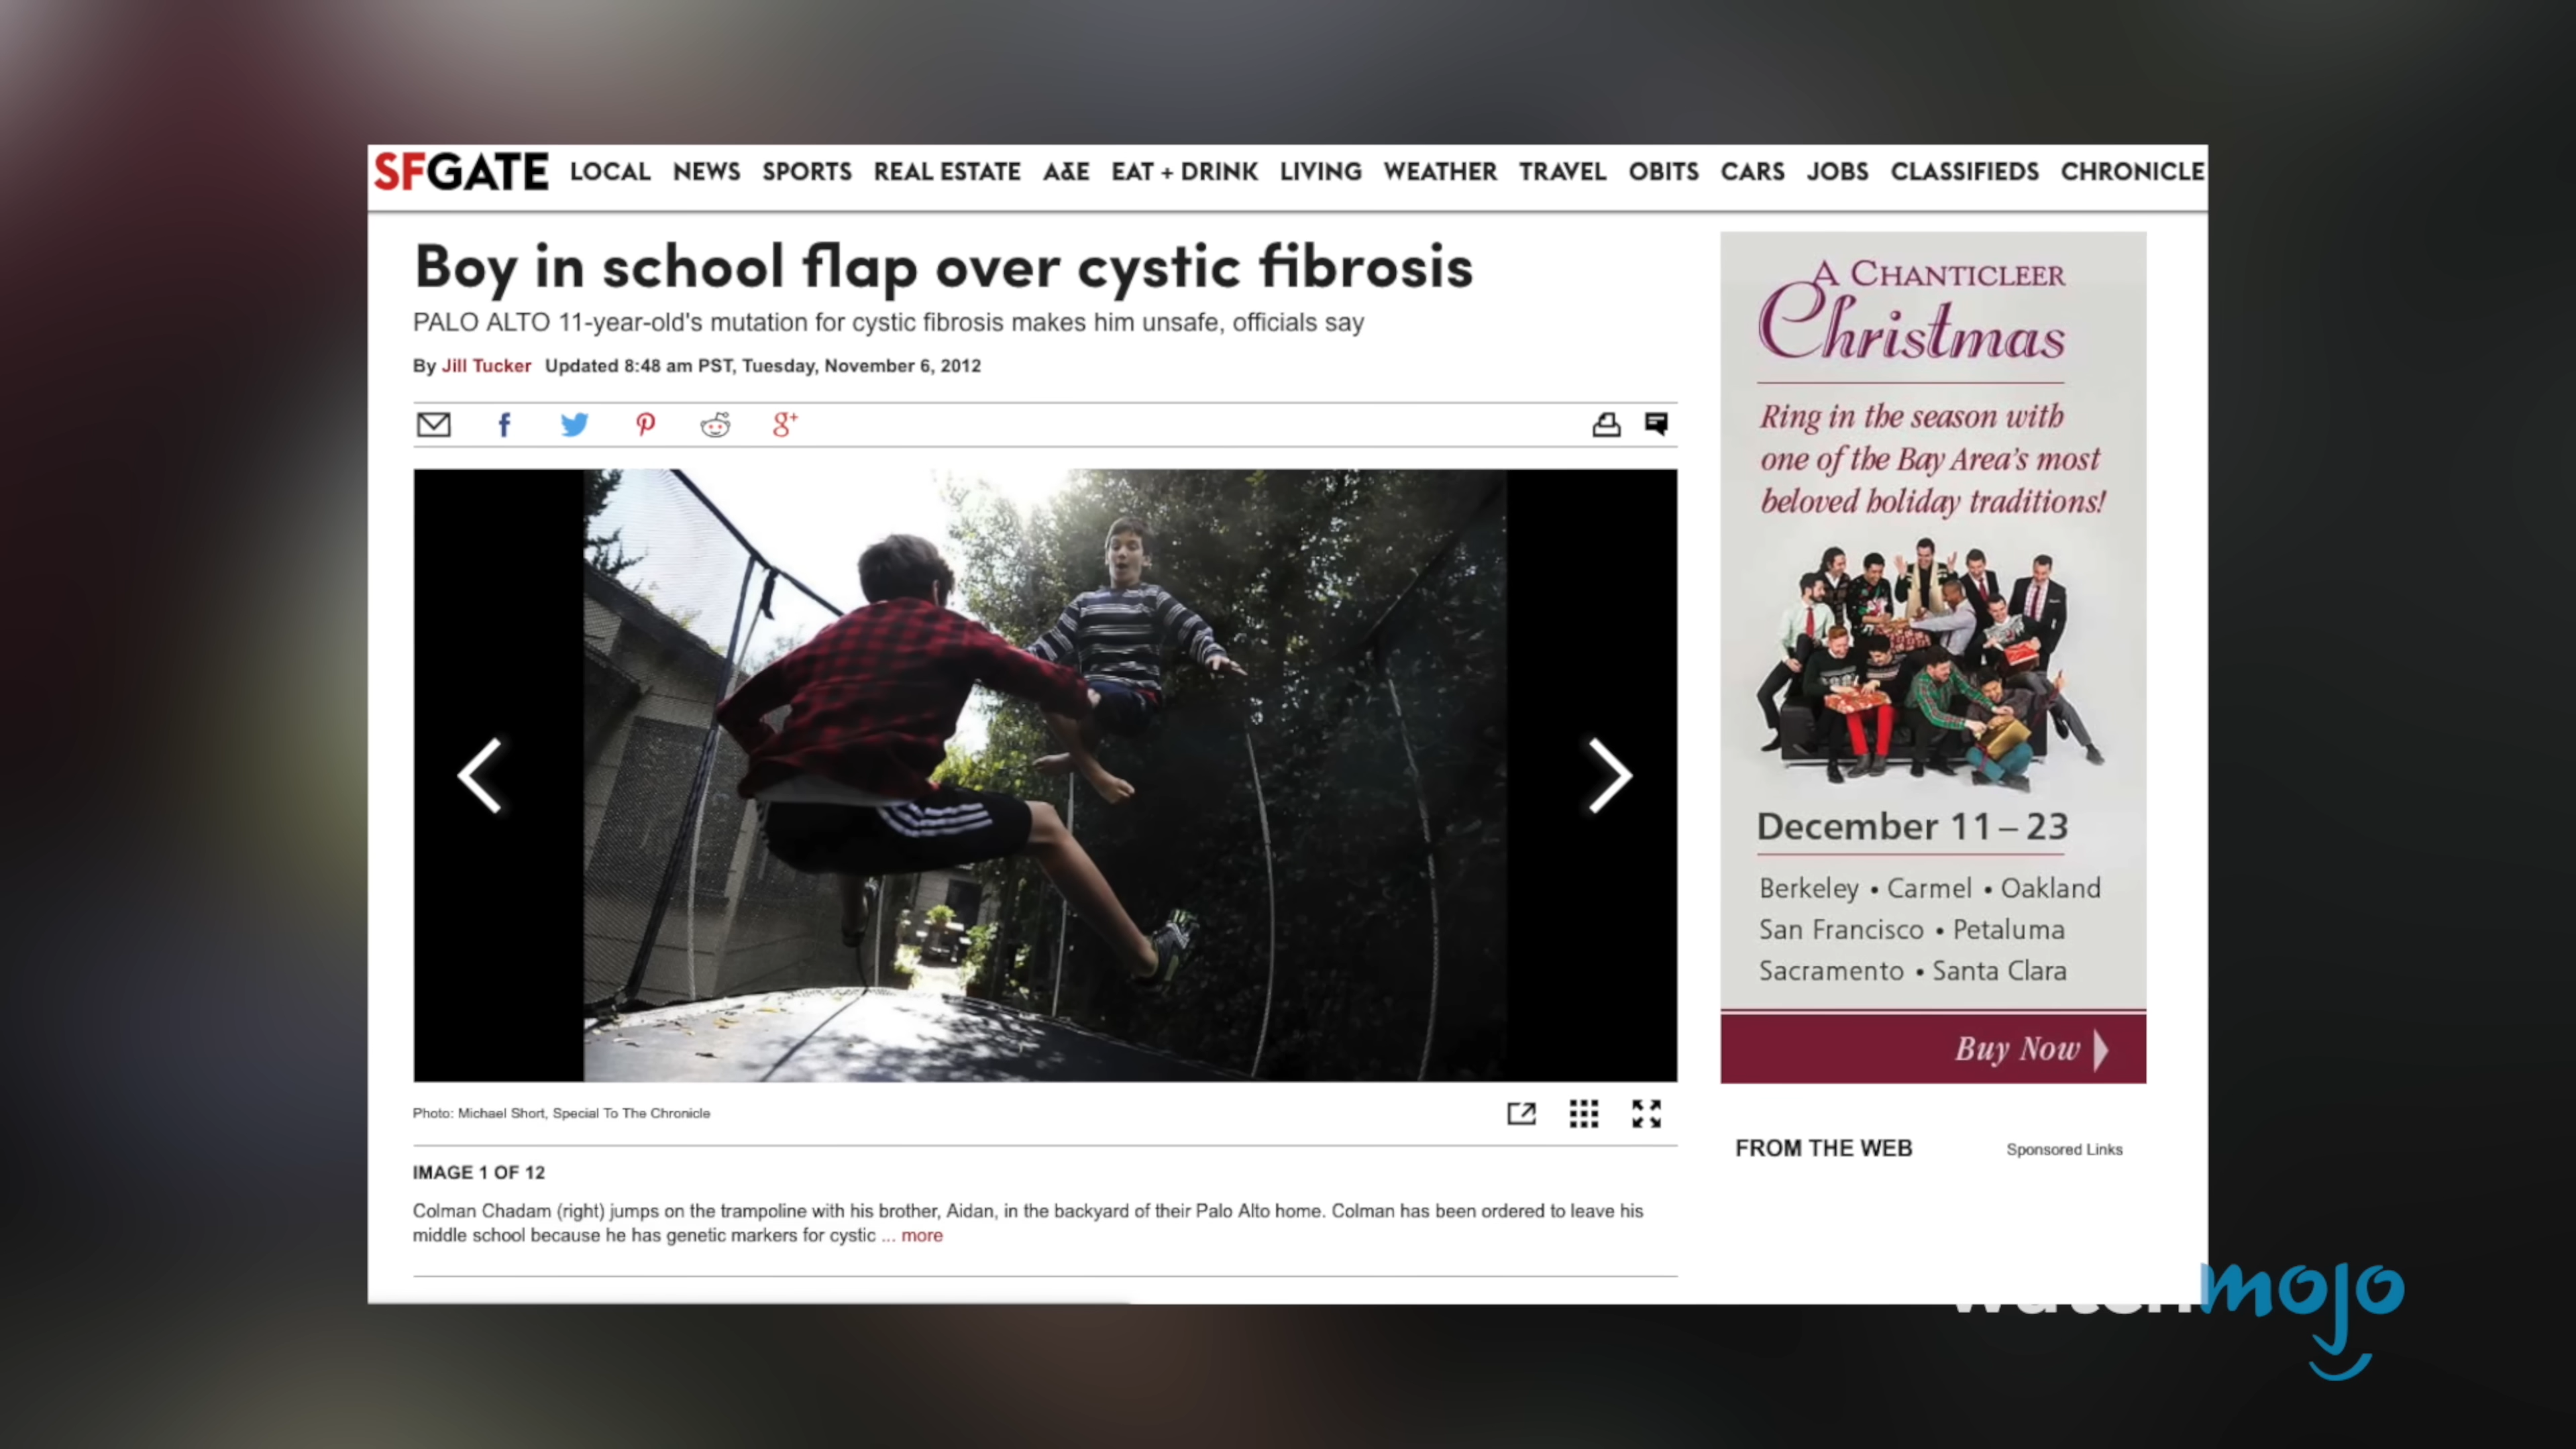 SFGATE LOCAL NEWS SPORTS REAL ESTATE A&E EAT + DRINK LIVING WEATHER TRAVEL OBITS CARS JOBS CLASSIFIEDS CHRONICLE
Boy in school flap over cystic fibrosis
PALO ALTO 11-year-old's mutation for cystic fibrosis makes him unsafe, officials say
By Jill Tucker Updated 8:48 am PST, Tuesday, November 6, 2012
Photo: Michael Short, Special To The Chronicle
IMAGE 1 OF 12
Colman Chadam (right) jumps on the trampoline with his brother, Aidan, in the backyard of their Palo Alto home. Colman has been ordered to leave his
middle school because he has genetic markers for cystic ... more
A CHANTICLEER
Christmas
Ring in the season with
one of the Bay Area's most
beloved holiday traditions!
December 11 – 23
Berkeley • Carmel • Oakland
San Francisco • Petaluma
Sacramento • Santa Clara
Buy Now
FROM THE WEB Sponsored Links
watchmojo